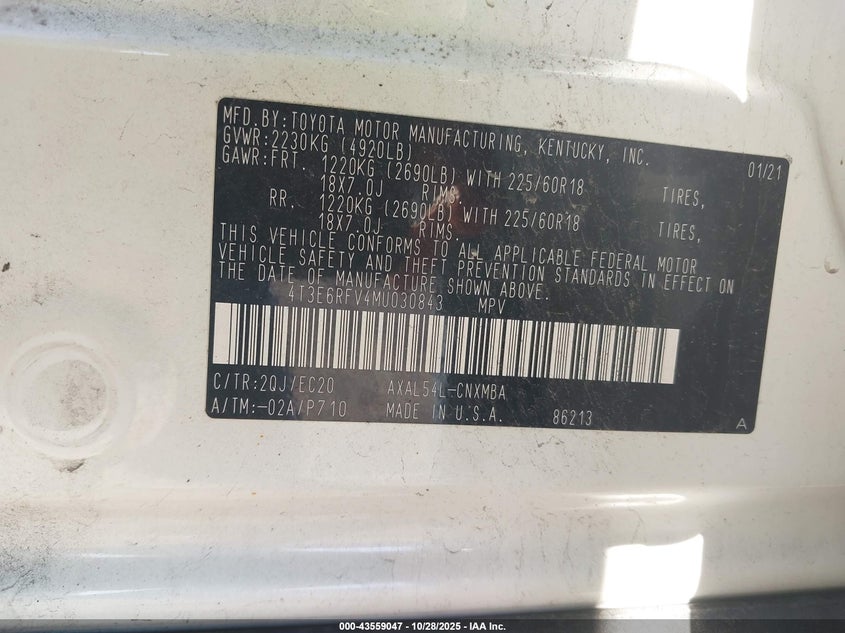 MFD.BY:TOYOTA MOTOR MANUFACTURING, KENTUCKY, INC.
GVWR:2230KG (4920LB) 01/21
GAWR:FRT. 1220KG (2690LB) WITH 225/60R18 TIRES,
18X7.0J RIMS.
RR. 1220KG (2690LB) WITH 225/60R18 TIRES,
18X7.0J RIMS.
THIS VEHICLE CONFORMS TO ALL APPLICABLE FEDERAL MOTOR
VEHICLE SAFETY AND THEFT PREVENTION STANDARDS IN EFFECT ON
THE DATE OF MANUFACTURE SHOWN ABOVE.
4T3E6RFV4MU030843 MPV
C/TR:2QJ/EC20 AXAL54L-CNXMBA
A/TM:-02A/P710 MADE IN U.S.A. 86213 A
000-43559047 - 10/28/2025 - IAA Inc.